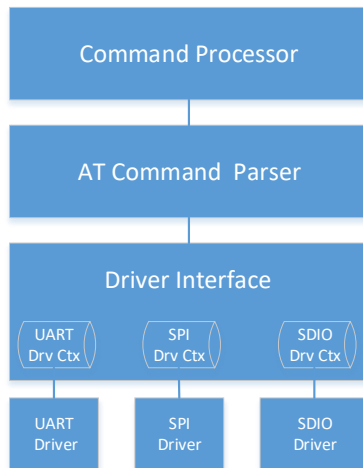 Command Processor
AT Command Parser
Driver Interface
UART
Drv Ctx
SPI
Drv Ctx
SDIO
Drv Ctx
UART
Driver
SPI
Driver
SDIO
Driver